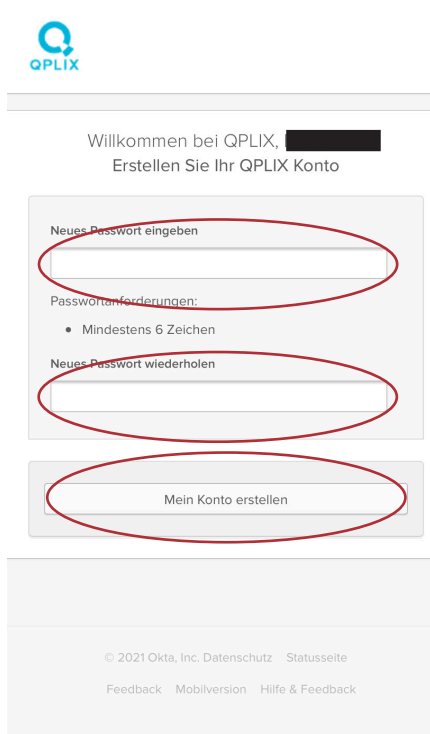 QPLIX
Willkommen bei QPLIX,
Erstellen Sie Ihr QPLIX Konto
Neues Passwort eingeben
Passwortanforderungen:
• Mindestens 6 Zeichen
Neues Passwort wiederholen
Mein Konto erstellen
© 2021 Okta, Inc. Datenschutz Statusseite
Feedback Mobilversion Hilfe & Feedback